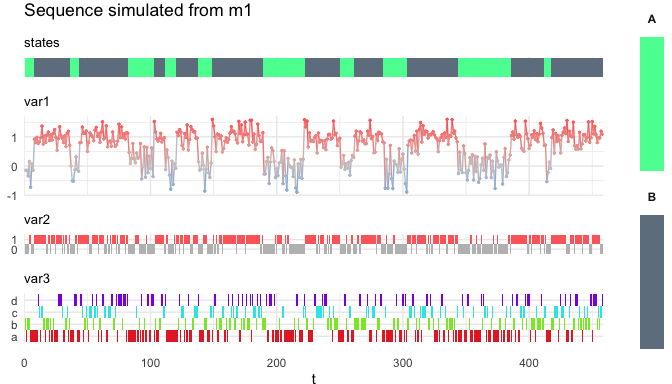 Sequence simulated from m1
A
states
var1
1
0
-1
B
var2
1
0
var3
d
c
b
a
0
100
200
300
400
t